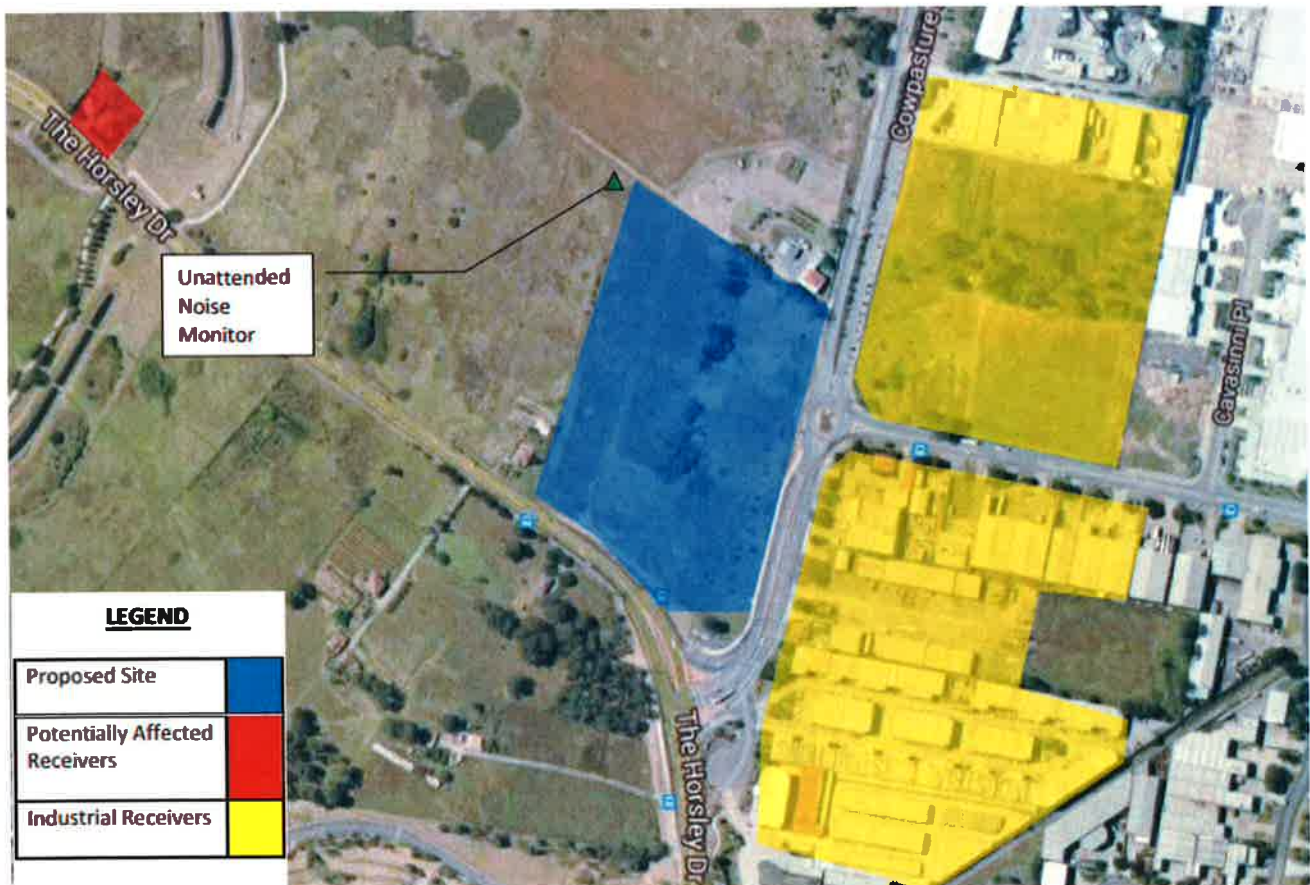 Cowpasture
The Horsley Dr
Unattended
Noise
Monitor
Cavasinni Pl
LEGEND
Proposed Site
Potentially Affected
Receivers
Industrial Receivers
The Horsley Dr